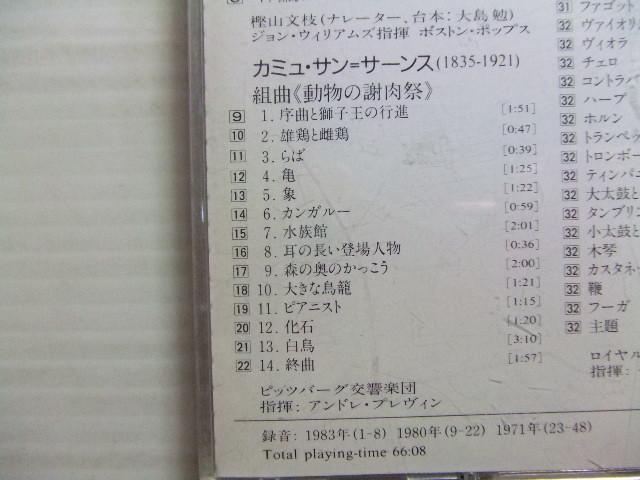 樫山文枝(ナレーター、台本: 大島 勉)
ジョン・ウィリアムズ指揮 ボストン・ポップス
カミュ・サン=サーンス(1835-1921)
組曲《動物の謝肉祭》
9 1. 序曲と獅子王の行進 [1:51]
10 2. 雄鶏と雌鶏 [0:47]
11 3. らば [0:39]
12 4. 亀 [1:25]
13 5. 象 [1:22]
14 6. カンガルー [0:59]
15 7. 水族館 [2:01]
16 8. 耳の長い登場人物 [0:36]
17 9. 森の奥のかっこう [2:00]
18 10. 大きな鳥籠 [1:21]
19 11. ピアニスト [1:15]
20 12. 化石 [1:20]
21 13. 白鳥 [3:10]
22 14. 終曲 [1:57]
ピッツバーグ交響楽団
指揮: アンドレ・プレヴィン
録音: 1983年(1-8) 1980年(9-22) 1971年(23-48)
Total playing-time 66:08
31 ファゴット
32 ヴァイオリ
32 ヴィオラ
32 チェロ
32 コントラバ
32 ハープ
32 ホルン
32 トランペッ
32 トロンボー
32 ティンパニ
32 大太鼓と
32 タンブリン
32 小太鼓と
32 木琴
32 カスタネ
32 鞭
32 フーガ
32 主題
ロイヤル
指揮: